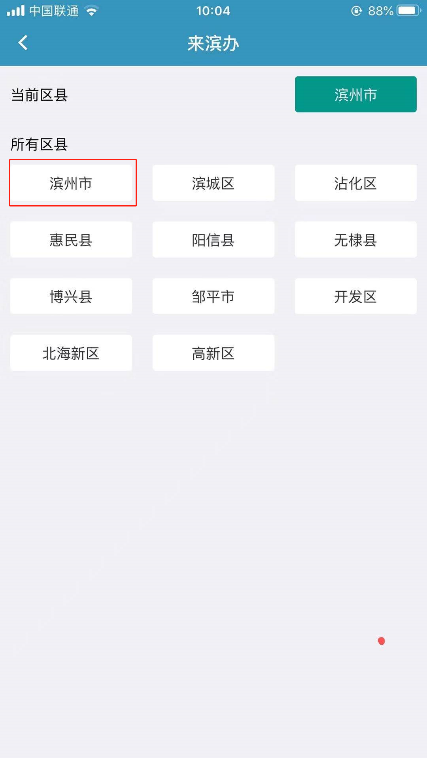 中国联通 10:04 88%
来滨办
当前区县 滨州市
所有区县
滨州市 滨城区 沾化区
惠民县 阳信县 无棣县
博兴县 邹平市 开发区
北海新区 高新区